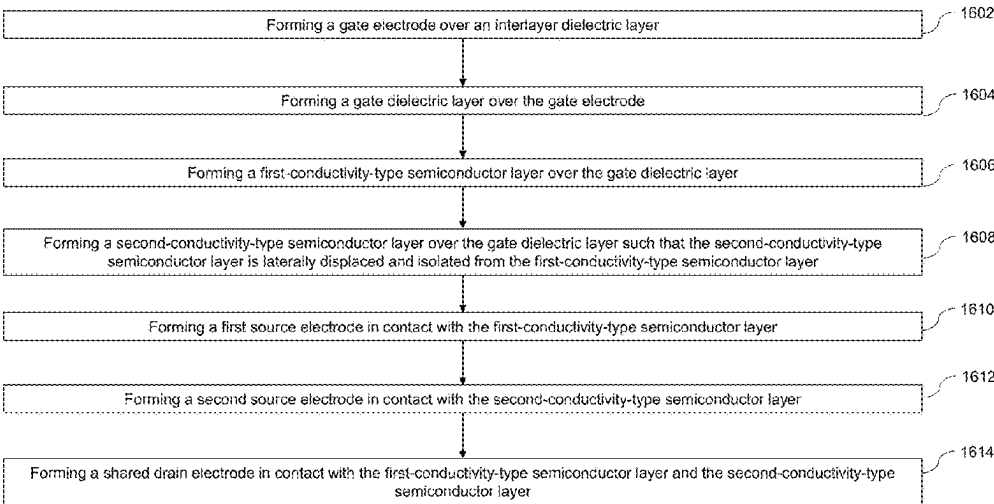 1602
Forming a gate electrode over an interlayer dielectric layer
1604
Forming a gate dielectric layer over the gate electrode
1606
Forming a first-conductivity-type semiconductor layer over the gate dielectric layer
1608
Forming a second-conductivity-type semiconductor layer over the gate dielectric layer such that the second-conductivity-type
semiconductor layer is laterally displaced and isolated from the first-conductivity-type semiconductor layer
1610
Forming a first source electrode in contact with the first-conductivity-type semiconductor layer
1612
Forming a second source electrode in contact with the second-conductivity-type semiconductor layer
1614
Forming a shared drain electrode in contact with the first-conductivity-type semiconductor layer and the second-conductivity-type
semiconductor layer